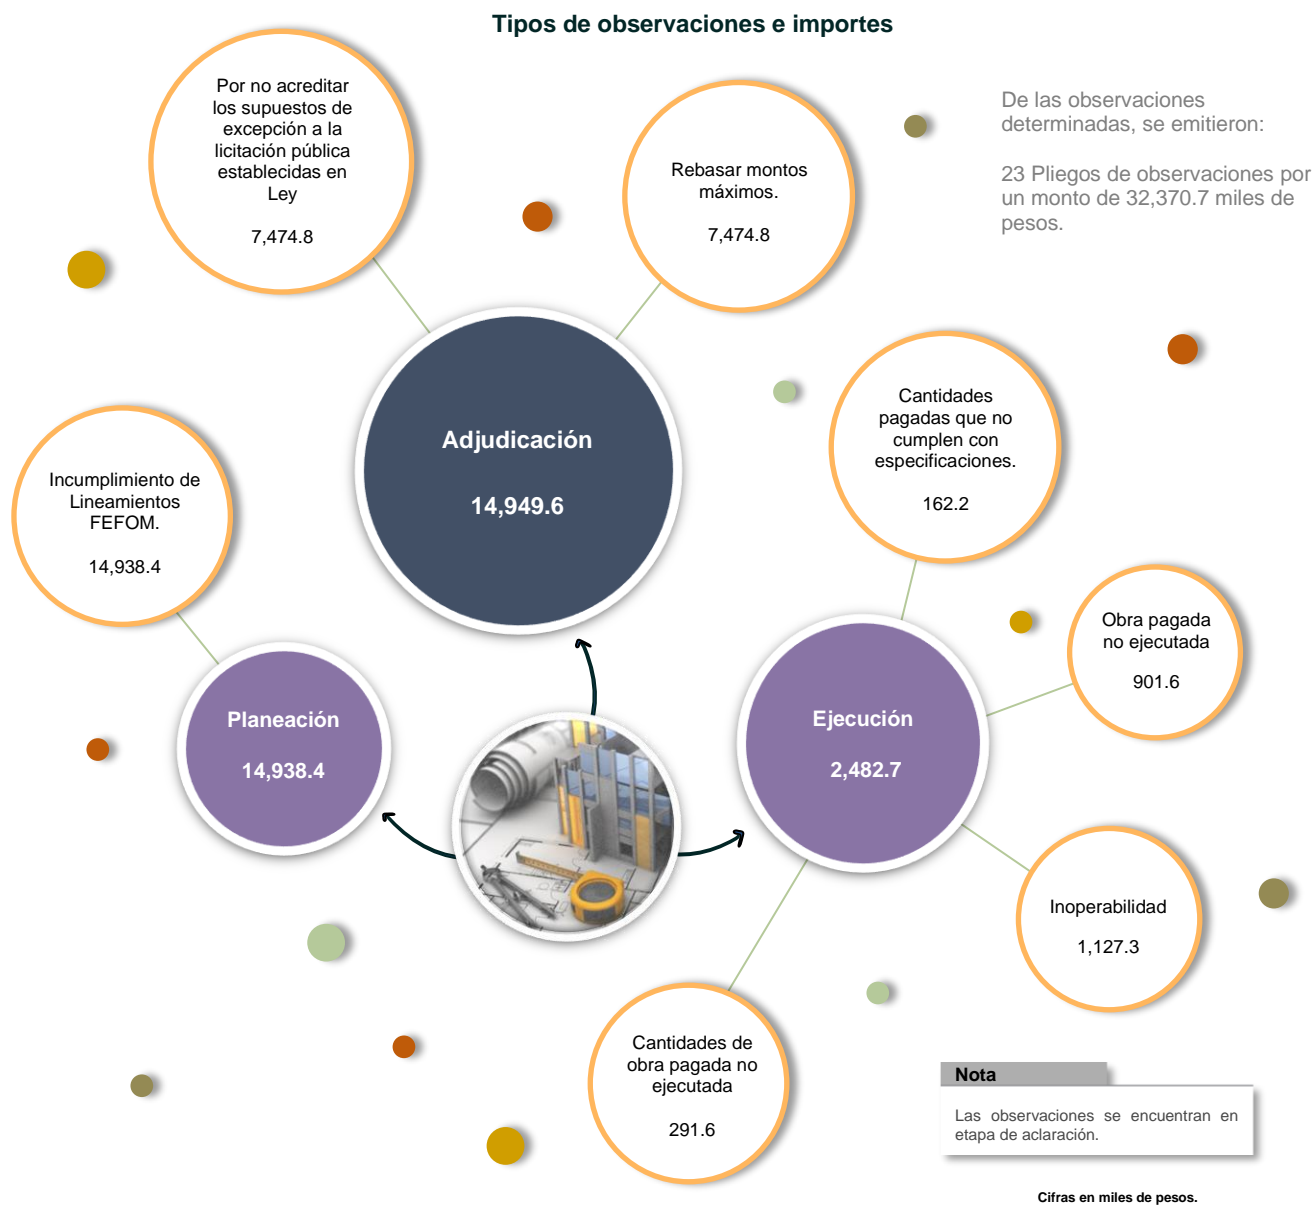 Tipos de observaciones e importes
Por no acreditar
los supuestos de
excepción a la
licitación pública
establecidas en
Ley
7,474.8
Rebasar montos
máximos.
7,474.8
De las observaciones
determinadas, se emitieron:
23 Pliegos de observaciones por
un monto de 32,370.7 miles de
pesos.
Adjudicación
14,949.6
Cantidades
pagadas que no
cumplen con
especificaciones.
162.2
Incumplimiento de
Lineamientos
FEFOM.
14,938.4
Obra pagada
no ejecutada
901.6
Planeación
14,938.4
Ejecución
2,482.7
Inoperabilidad
1,127.3
Cantidades de
obra pagada no
ejecutada
291.6
Nota
Las observaciones se encuentran en
etapa de aclaración.
Cifras en miles de pesos.